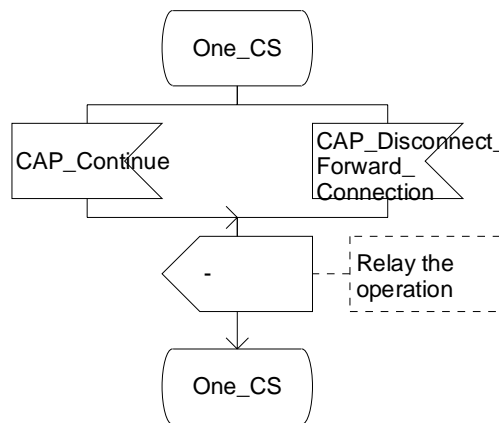 One_CS
CAP_Continue
CAP_Disconnect_
Forward_
Connection
-
Relay the
operation
One_CS